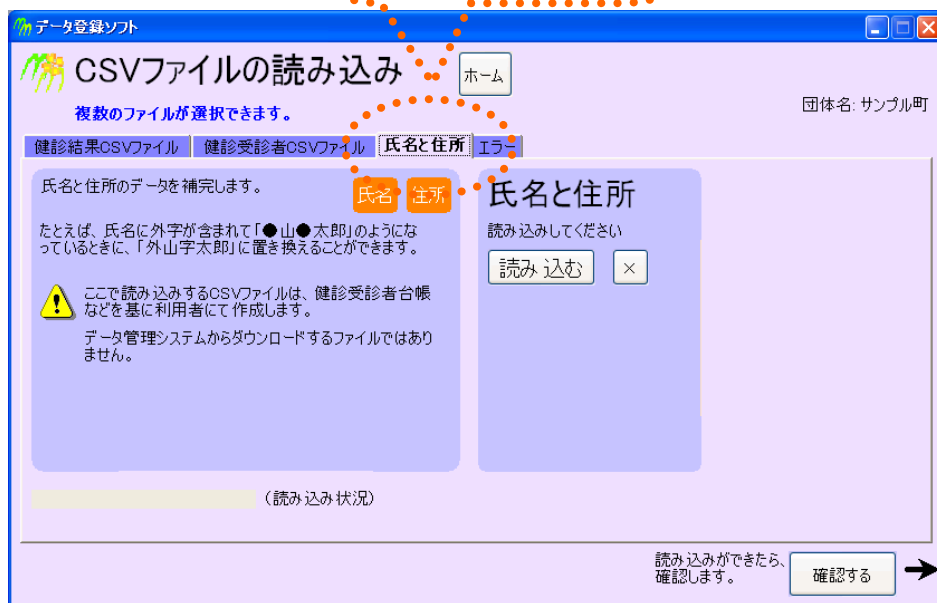 データ登録ソフト
CSVファイルの読み込み
ホーム
複数のファイルが選択できます。
団体名: サンプル町
健診結果CSVファイル
健診受診者CSVファイル
氏名と住所
エラー
氏名と住所のデータを補完します。
氏名
住所
たとえば、氏名に外字が含まれて「●山●太郎」のようにな
っているときに、「外山字太郎」に置き換えることができます。
ここで読み込みするCSVファイルは、健診受診者台帳
などを基に利用者にて作成します。
データ管理システムからダウンロードするファイルではあり
ません。
氏名と住所
読み込みしてください
読み込む
×
（読み込み状況）
読み込みができたら、
確認します。
確認する